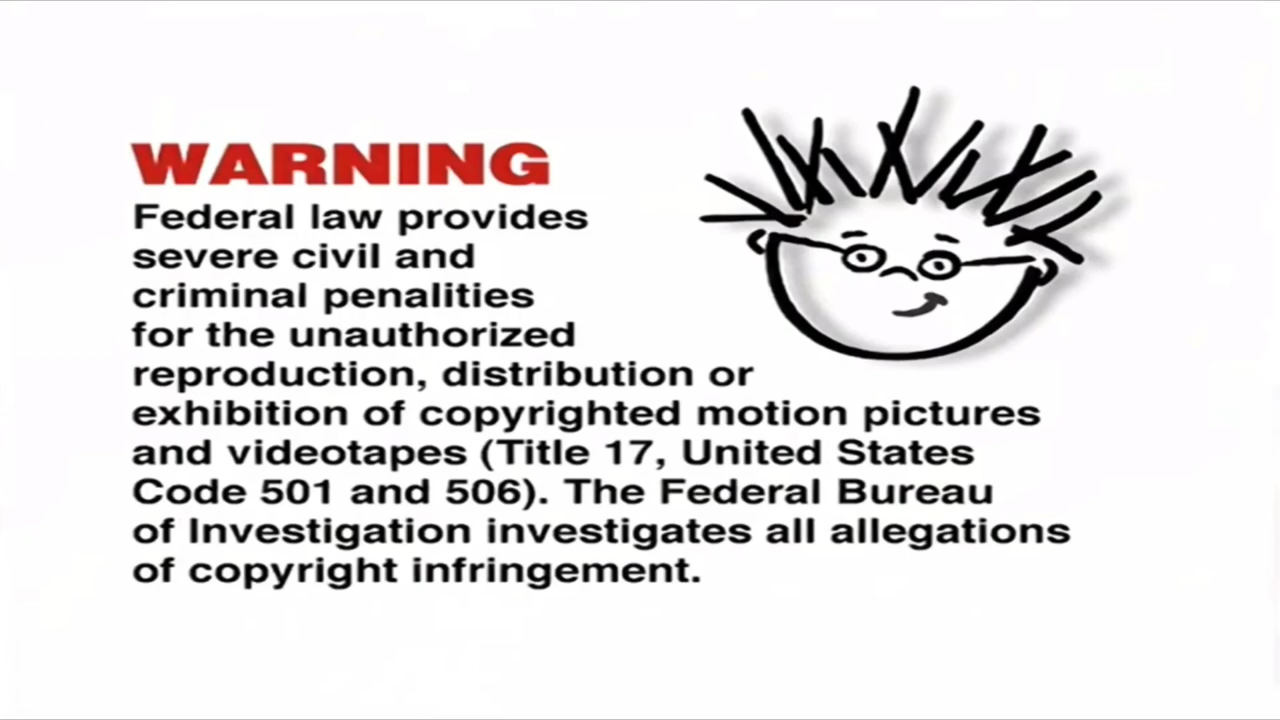 WARNING
Federal law provides
severe civil and
criminal penalities
for the unauthorized
reproduction, distribution or
exhibition of copyrighted motion pictures
and videotapes (Title 17, United States
Code 501 and 506). The Federal Bureau
of Investigation investigates all allegations
of copyright infringement.